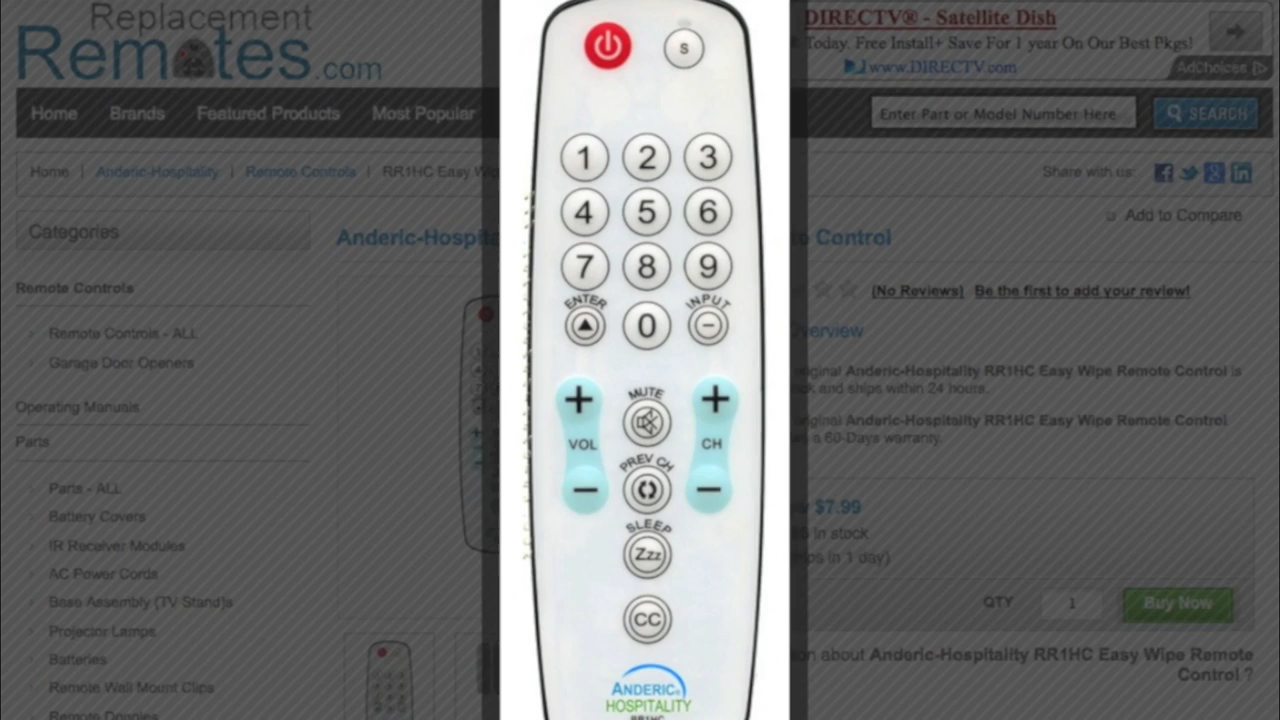 Replacement
Remotes.com
DIRECTV® - Satellite Dish
Today. Free Install+ Save For 1 year On Our Best Pkgs!
www.DIRECTV.com
AdChoices
Home Brands Featured Products Most Popular
Enter Part or Model Number Here
SEARCH
Home | Anderic-Hospitality | Remote Controls | RR1HC Easy
Share with us:
Add to Compare
Categories
Anderic-Hospita
Control
Remote Controls
(No Reviews) Be the first to add your review!
Remote Controls - ALL
Garage Door Openers
Operating Manuals
Parts
Parts - ALL
Battery Covers
IR Receiver Modules
AC Power Cords
Base Assembly (TV Stand)s
Projector Lamps
Batteries
Remote Wall Mount Clips
Remote Dongles
S
1 2 3
4 5 6
7 8 9
ENTER 0 INPUT
−
+ MUTE +
VOL CH
− PREV CH −
SLEEP
Zzz
CC
ANDERIC®
HOSPITALITY
RR1HC
verview
iginal Anderic-Hospitality RR1HC Easy Wipe Remote Control is
ck and ships within 24 hours.
iginal Anderic-Hospitality RR1HC Easy Wipe Remote Control
a 60-Days warranty.
$7.99
in stock
in 1 day)
QTY 1 Buy Now
on about Anderic-Hospitality RR1HC Easy Wipe Remote
Control ?